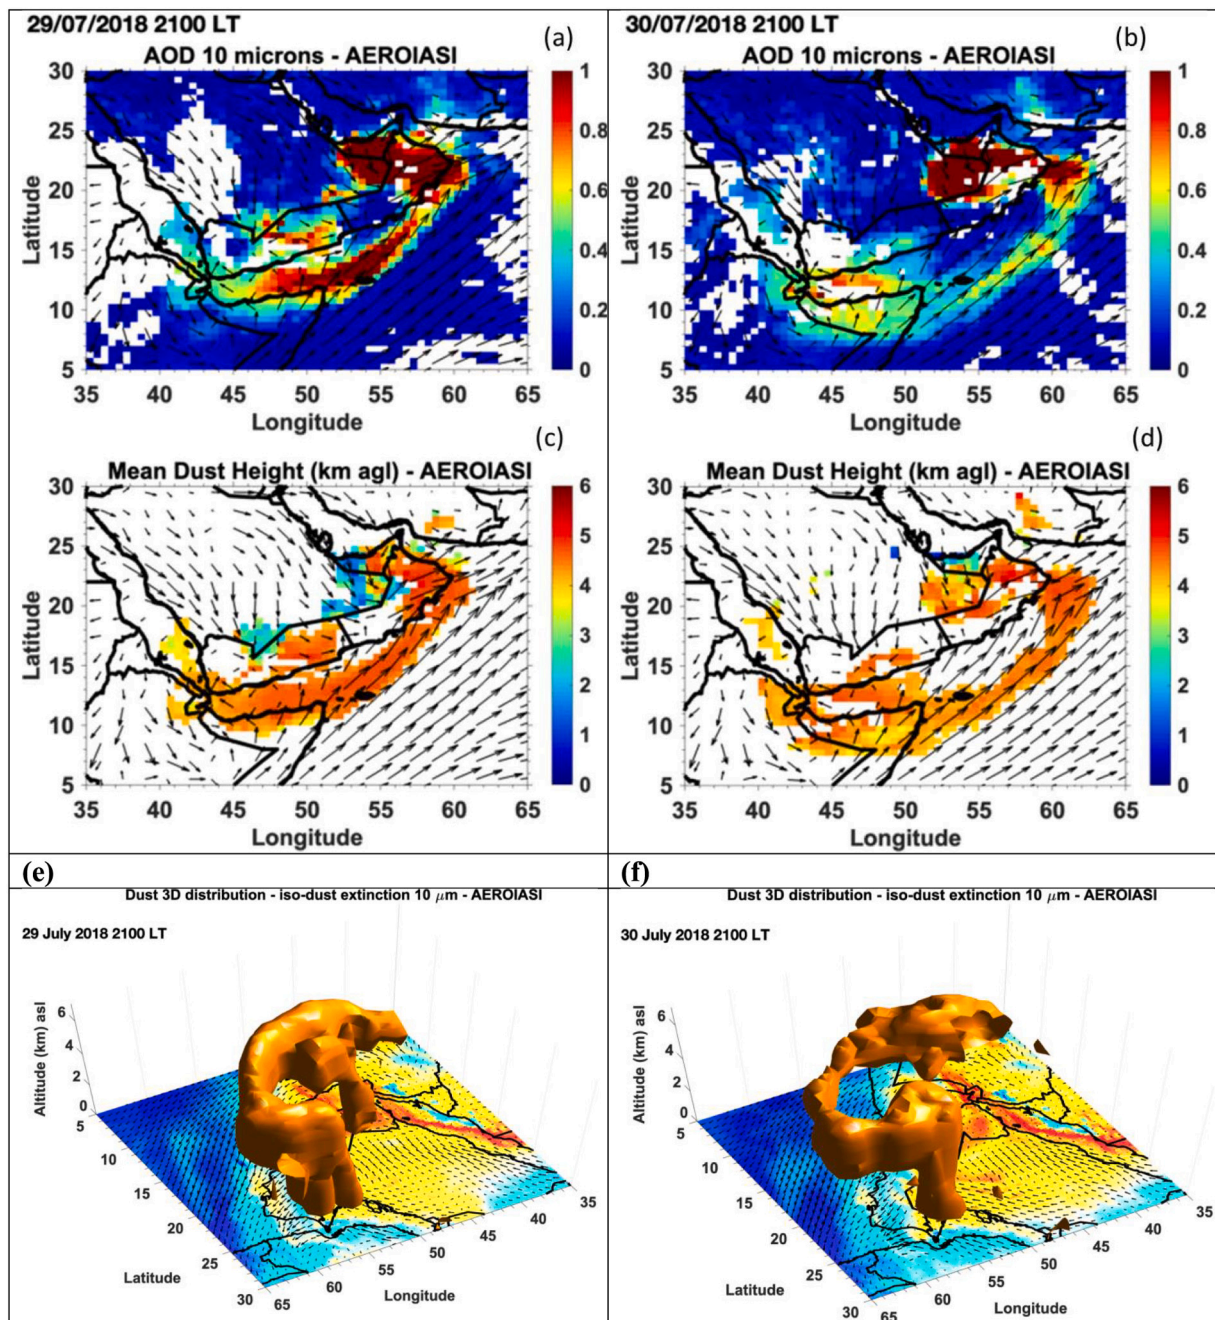 29/07/2018 2100 LT
(a)
AOD 10 microns - AEROIASI
30
25
20
15
10
5
Latitude
35 40 45 50 55 60 65
Longitude
1
0.8
0.6
0.4
0.2
0
30/07/2018 2100 LT
(b)
AOD 10 microns - AEROIASI
30
25
20
15
10
5
Latitude
35 40 45 50 55 60 65
Longitude
1
0.8
0.6
0.4
0.2
0
(c)
Mean Dust Height (km agl) - AEROIASI
30
25
20
15
10
5
Latitude
35 40 45 50 55 60 65
Longitude
6
5
4
3
2
1
0
(d)
Mean Dust Height (km agl) - AEROIASI
30
25
20
15
10
5
Latitude
35 40 45 50 55 60 65
Longitude
6
5
4
3
2
1
0
(e)
Dust 3D distribution - iso-dust extinction 10 μm - AEROIASI
29 July 2018 2100 LT
Altitude (km) asl
6
4
2
0
5
10
15
20
25
30
Latitude
65
60
55
50
45
40
35
Longitude
(f)
Dust 3D distribution - iso-dust extinction 10 μm - AEROIASI
30 July 2018 2100 LT
Altitude (km) asl
6
4
2
0
5
10
15
20
25
30
Latitude
65
60
55
50
45
40
35
Longitude